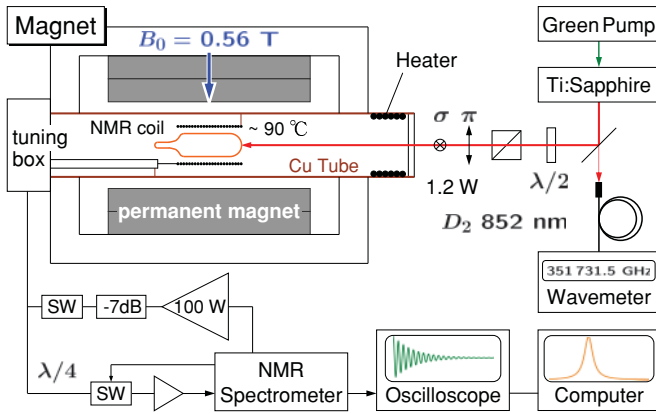 Magnet
B₀ = 0.56 T
Green Pump
Ti:Sapphire
Heater
tuning box
NMR coil
~ 90 ℃
σ π
Cu Tube
1.2 W
λ/2
permanent magnet
D₂ 852 nm
351 731.5 GHz
Wavemeter
SW
-7dB
100 W
λ/4
SW
NMR
Spectrometer
Oscilloscope
Computer